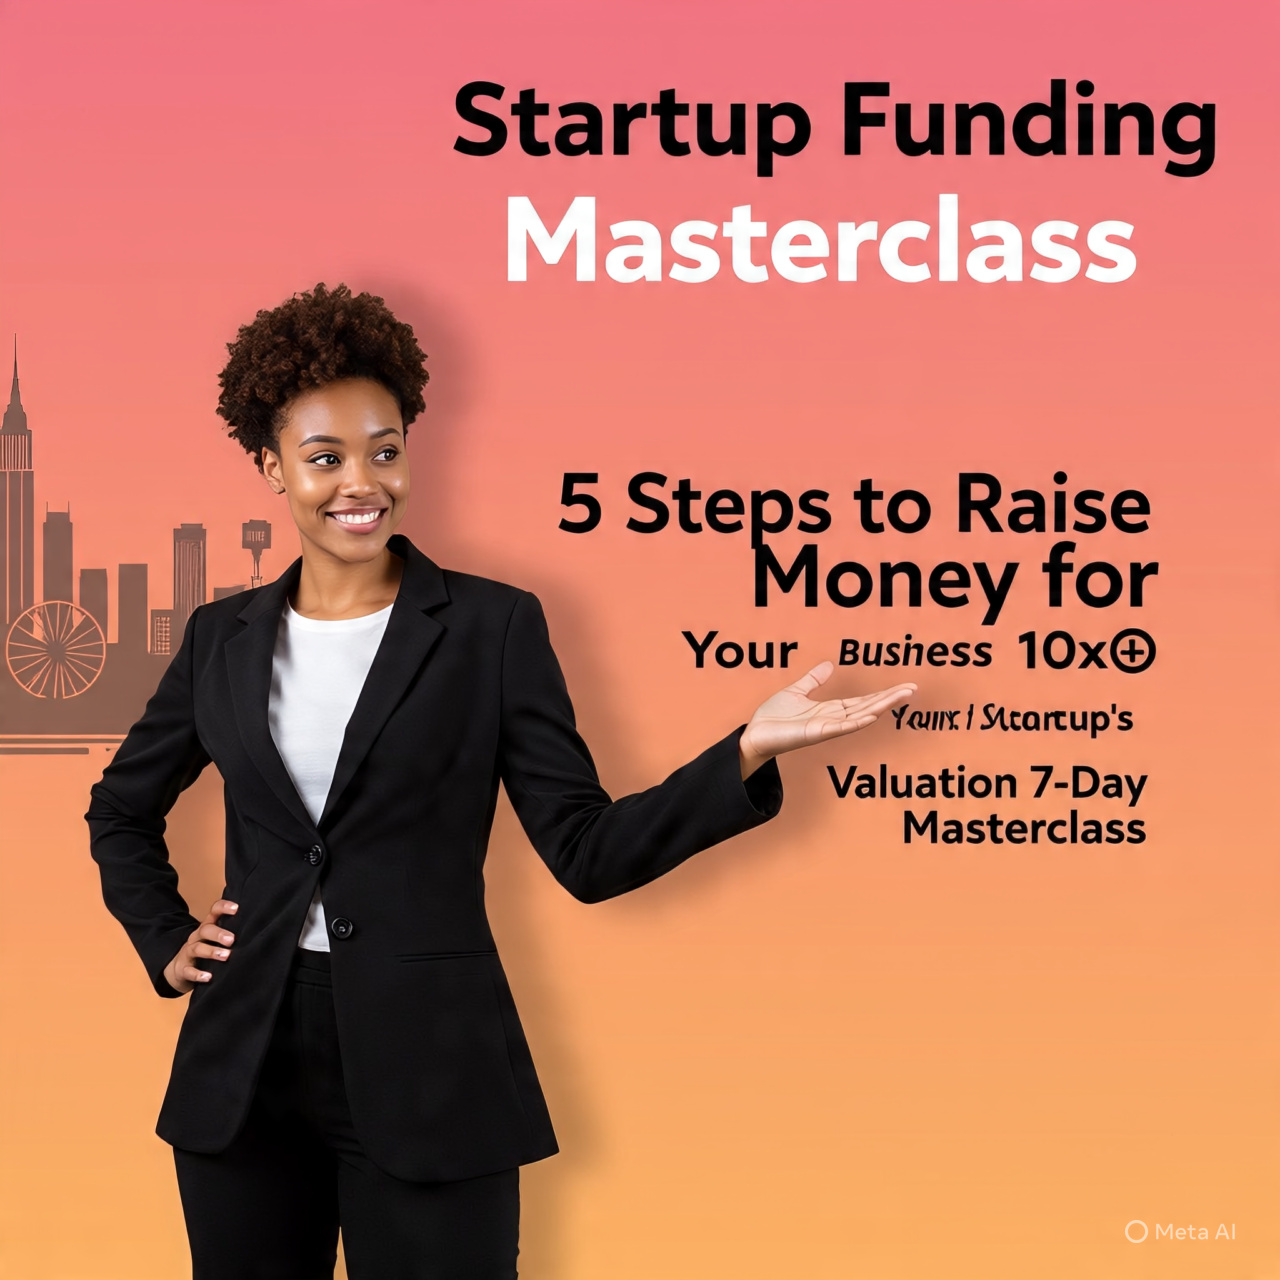 Startup Funding
Masterclass
5 Steps to Raise
Money for
Your Business 10x⊕
Startup's
Valuation 7-Day
Masterclass
Meta AI